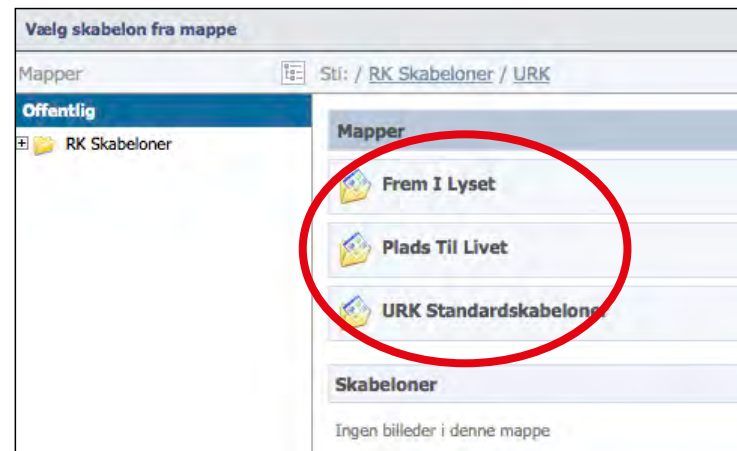 Vælg skabelon fra mappe
Mapper
Sti: / RK Skabeloner / URK
Offentlig
RK Skabeloner
Mapper
Frem I Lyset
Plads Til Livet
URK Standardskabeloner
Skabeloner
Ingen billeder i denne mappe